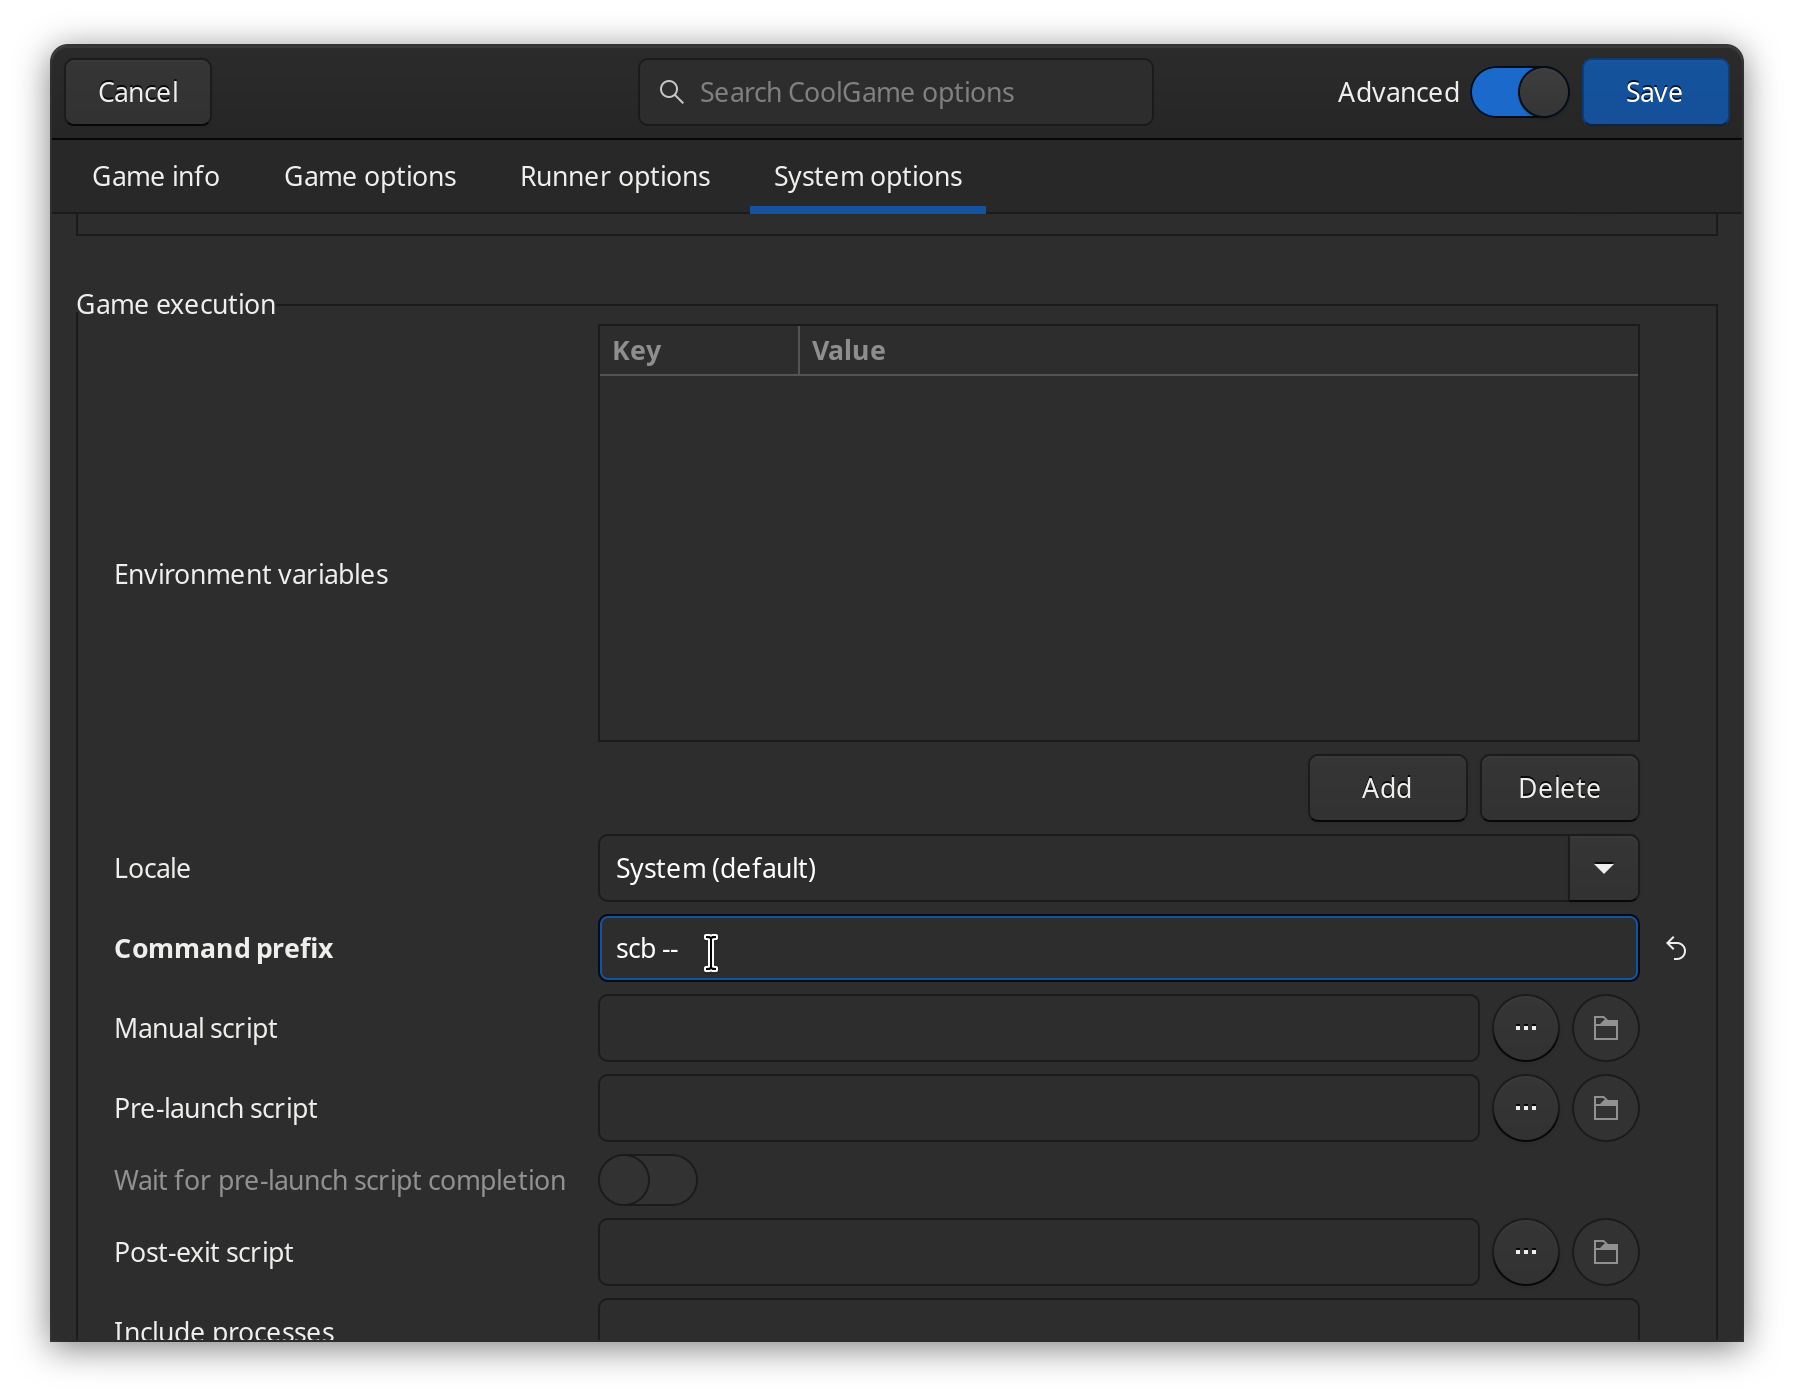 Cancel
Search CoolGame options
Advanced
Save
Game info
Game options
Runner options
System options
Game execution
Key
Value
Environment variables
Add
Delete
Locale
System (default)
Command prefix
scb --
Manual script
Pre-launch script
Wait for pre-launch script completion
Post-exit script
Include processes